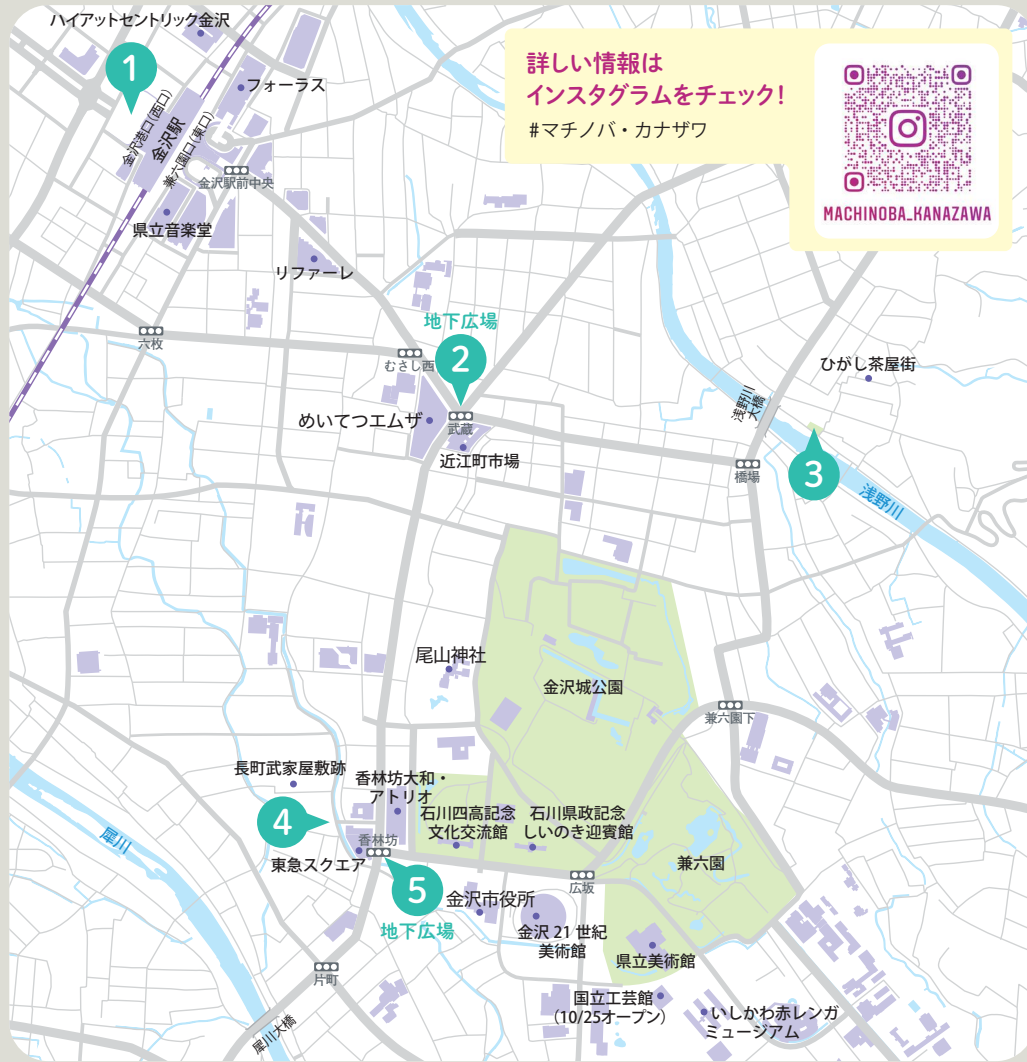 ハイアットセントリック金沢
1
フォーラス
金沢港口(西口)
金沢駅
兼六園口(東口)
金沢駅前中央
県立音楽堂
リファーレ
詳しい情報は
インスタグラムをチェック!
#マチノバ・カナザワ
MACHINOBA_KANAZAWA
六枚
地下広場
2
むさし西
めいてつエムザ
武蔵
近江町市場
ひがし茶屋街
浅野川
大橋
橋場
3
浅野川
尾山神社
金沢城公園
兼六園下
長町武家屋敷跡
香林坊大和・
アトリオ
4
石川四高記念
文化交流館
石川県政記念
しいのき迎賓館
香林坊
東急スクエア
兼六園
犀川
5
地下広場
金沢市役所
広坂
金沢 21 世紀
美術館
県立美術館
片町
国立工芸館
(10/25オープン)
いしかわ赤レンガ
ミュージアム
犀川大橋